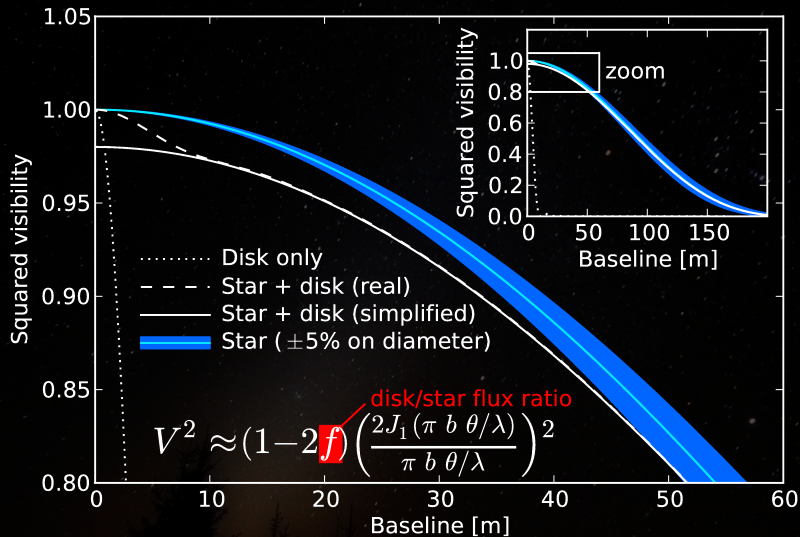 1.05
1.00
0.95
0.90
0.85
0.80
Squared visibility
0 10 20 30 40 50 60
Baseline [m]
Disk only
Star + disk (real)
Star + disk (simplified)
Star (±5% on diameter)
disk/star flux ratio
V² ≈(1−2f)(2J₁(π b θ/λ)/π b θ/λ)²
Squared visibility
1.0
0.8
0.6
0.4
0.2
0.0
zoom
0 50 100 150
Baseline [m]